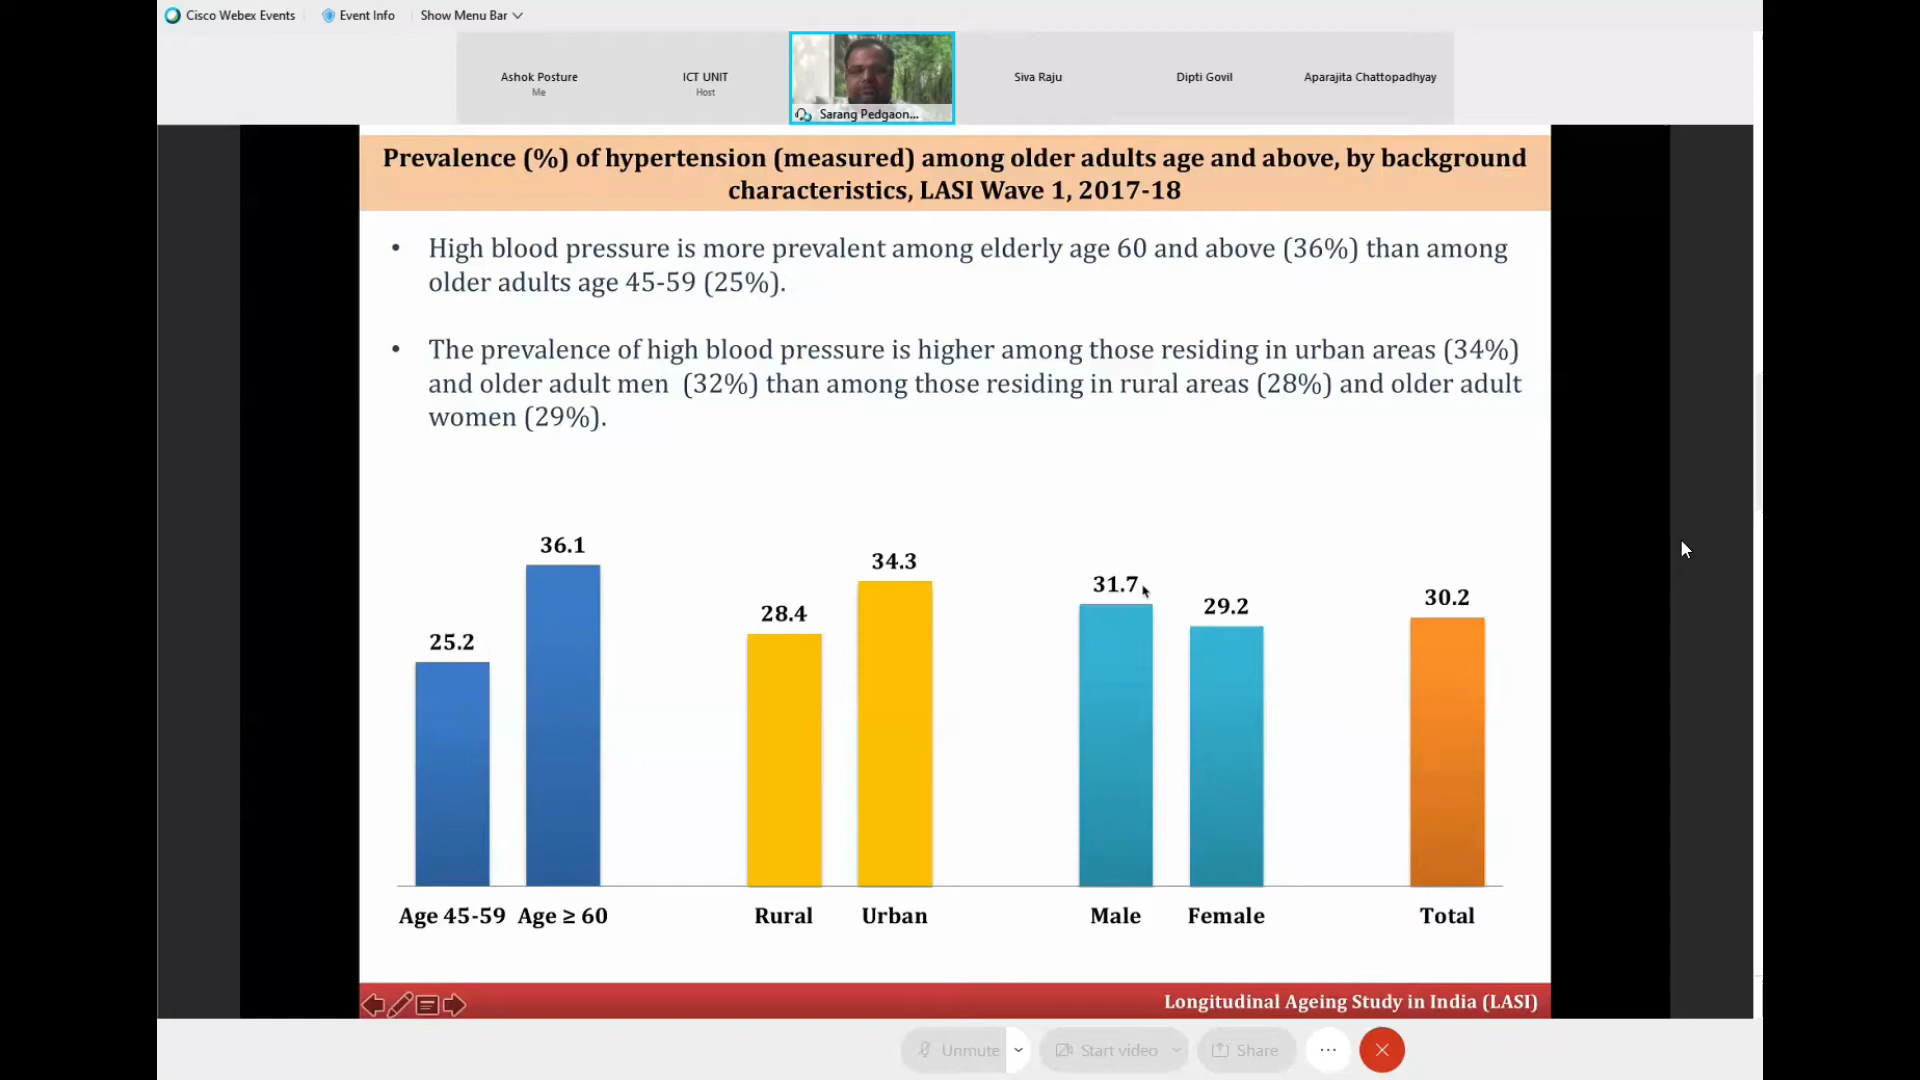 Cisco Webex Events
Event Info
Show Menu Bar
Ashok Posture
Me
ICT UNIT
Host
Sarang Pedgaon...
Siva Raju
Dipti Govil
Aparajita Chattopadhyay
Prevalence (%) of hypertension (measured) among older adults age and above, by background
characteristics, LASI Wave 1, 2017-18
• High blood pressure is more prevalent among elderly age 60 and above (36%) than among
older adults age 45-59 (25%).
• The prevalence of high blood pressure is higher among those residing in urban areas (34%)
and older adult men (32%) than among those residing in rural areas (28%) and older adult
women (29%).
25.2
36.1
28.4
34.3
31.7
29.2
30.2
Age 45-59
Age ≥ 60
Rural
Urban
Male
Female
Total
Longitudinal Ageing Study in India (LASI)
Unmute
Start video
Share